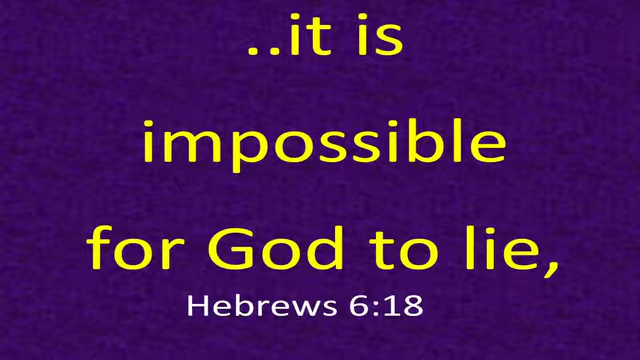 ..it is
impossible
for God to lie,
Hebrews 6:18